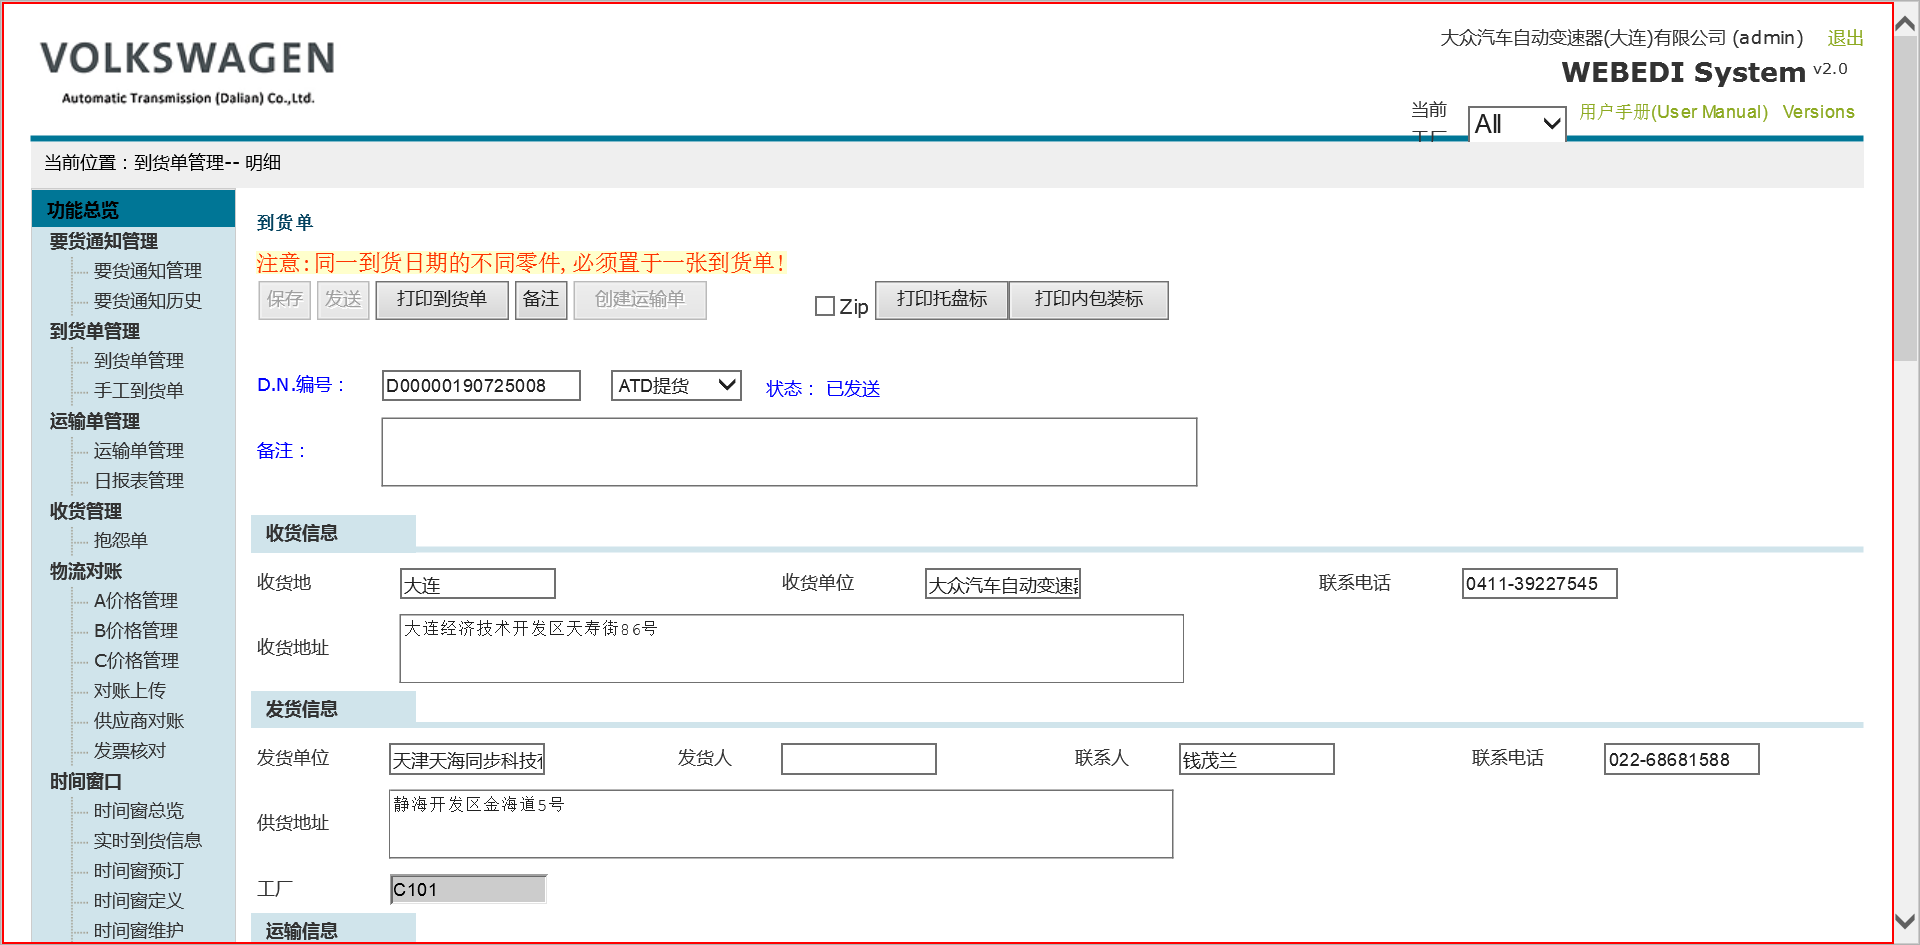 VOLKSWAGEN
Automatic Transmission (Dalian) Co.,Ltd.
大众汽车自动变速器(大连)有限公司 (admin) 退出
WEBEDI System v2.0
当前 All 用户手册(User Manual) Versions
当前位置：到货单管理-- 明细
功能总览
要货通知管理
要货通知管理
要货通知历史
到货单管理
到货单管理
手工到货单
运输单管理
运输单管理
日报表管理
收货管理
抱怨单
物流对账
A价格管理
B价格管理
C价格管理
对账上传
供应商对账
发票核对
时间窗口
时间窗总览
实时到货信息
时间窗预订
时间窗定义
时间窗维护
到货单
注意:同一到货日期的不同零件,必须置于一张到货单!
保存 发送 打印到货单 备注 创建运输单 Zip 打印托盘标 打印内包装标
D.N.编号： D00000190725008 ATD提货 状态： 已发送
备注：
收货信息
收货地 大连 收货单位 大众汽车自动变速 联系电话 0411-39227545
收货地址 大连经济技术开发区天寿街86号
发货信息
发货单位 天津天海同步科技 发货人 联系人 钱茂兰 联系电话 022-68681588
供货地址 静海开发区金海道5号
工厂 C101
运输信息